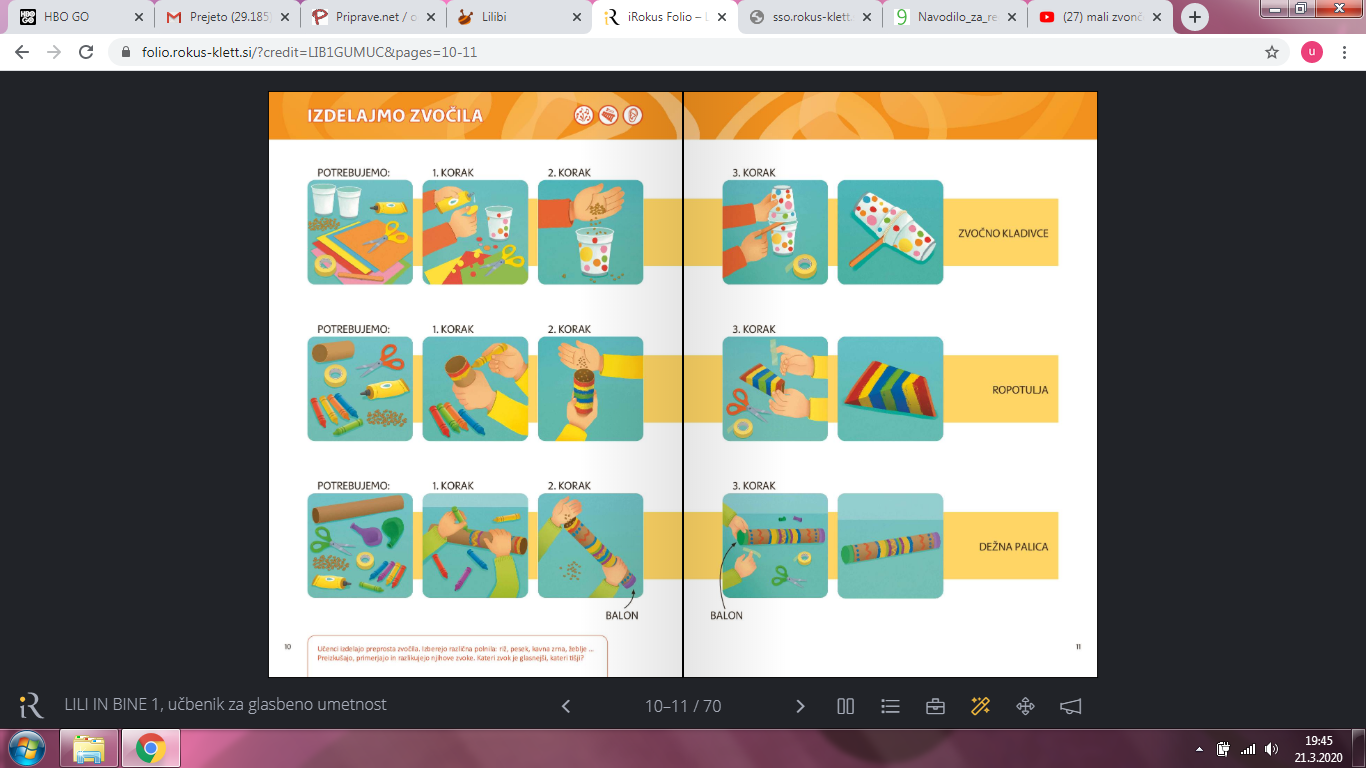 HBO GO
Prejeto (29.185)
Priprave.net / o
Lilibi
iRokus Folio – L
sso.rokus-klett.
Navodilo_za_re
(27) mali zvonč
folio.rokus-klett.si/?credit=LIB1GUMUC&pages=10-11
u
IZDELAJMO ZVOČILA
POTREBUJEMO: 1. KORAK 2. KORAK 3. KORAK
ZVOČNO KLADIVCE
POTREBUJEMO: 1. KORAK 2. KORAK 3. KORAK
ROPOTULJA
POTREBUJEMO: 1. KORAK 2. KORAK 3. KORAK
DEŽNA PALICA
BALON BALON
10 11
Učenci izdelajo preprosta zvočila. Izberejo različna polnila: riž, pesek, kavna zrna, žeblje ...
Preizkušajo, primerjajo in razlikujejo njihove zvoke. Kateri zvok je glasnejši, kateri tišji?
LILI IN BINE 1, učbenik za glasbeno umetnost
10–11 / 70
19:45
21.3.2020